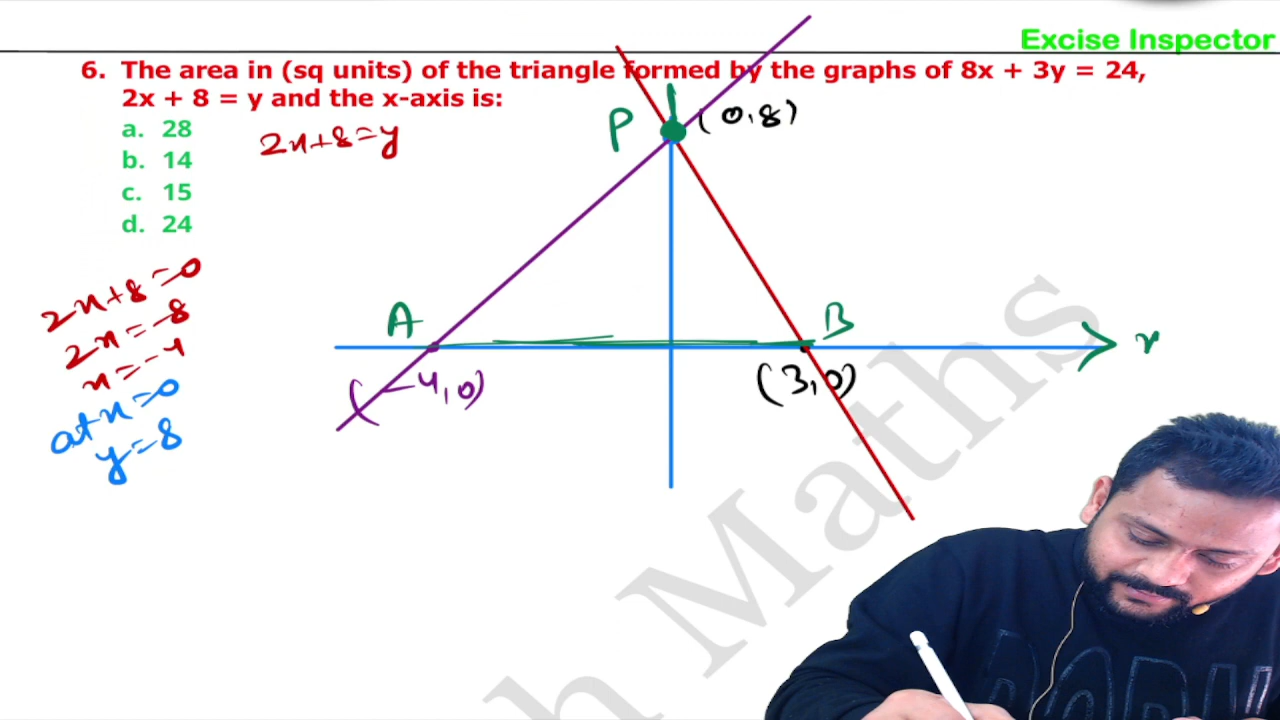 Excise Inspector
6. The area in (sq units) of the triangle formed by the graphs of 8x + 3y = 24,
2x + 8 = y and the x-axis is:
a. 28
b. 14
c. 15
d. 24
2x+8=y
P
(0,8)
2x+8=0
2x=-8
x=-4
at x=0
y=8
A
B
x
(-4,0)
(3,0)
h Maths